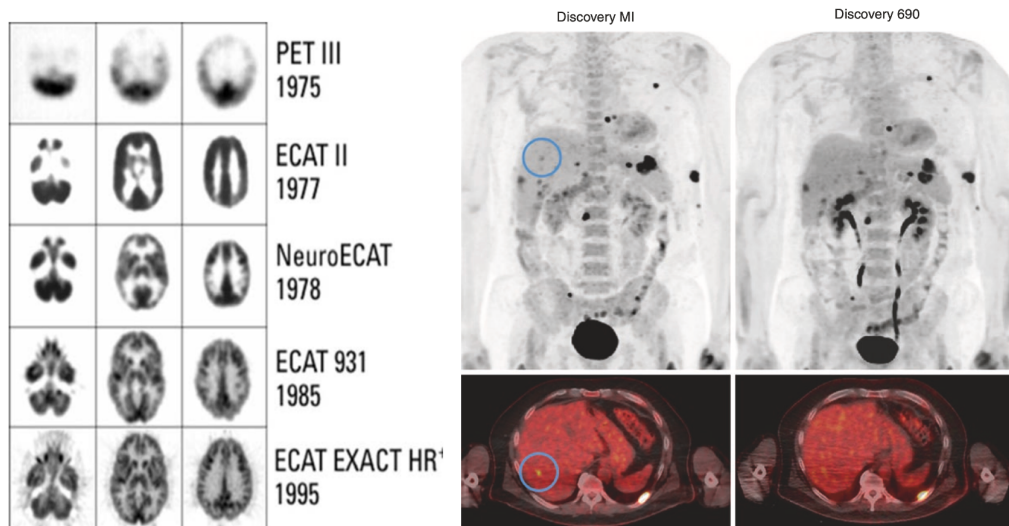 PET III
1975
ECAT II
1977
NeuroECAT
1978
ECAT 931
1985
ECAT EXACT HR+
1995
Discovery MI
Discovery 690